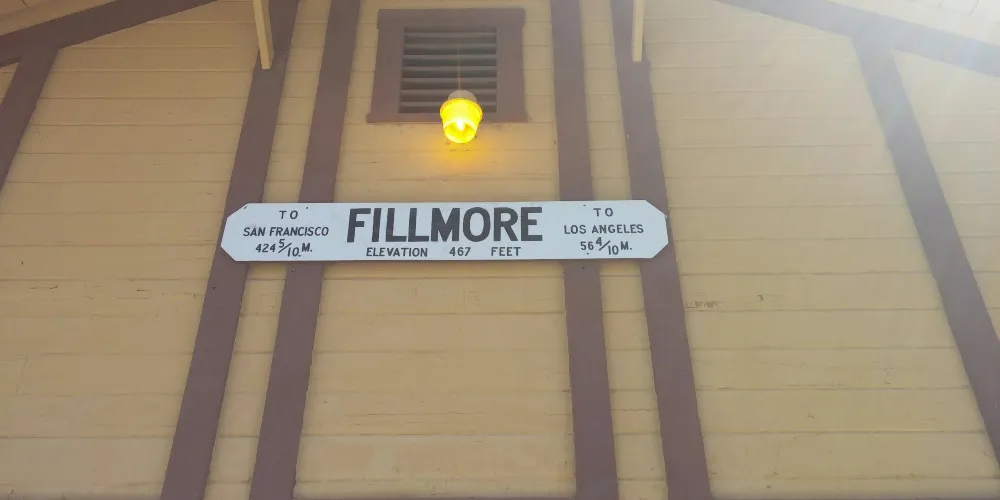 TO
SAN FRANCISCO
424 5/10 M.
FILLMORE
ELEVATION 467 FEET
TO
LOS ANGELES
56 4/10 M.